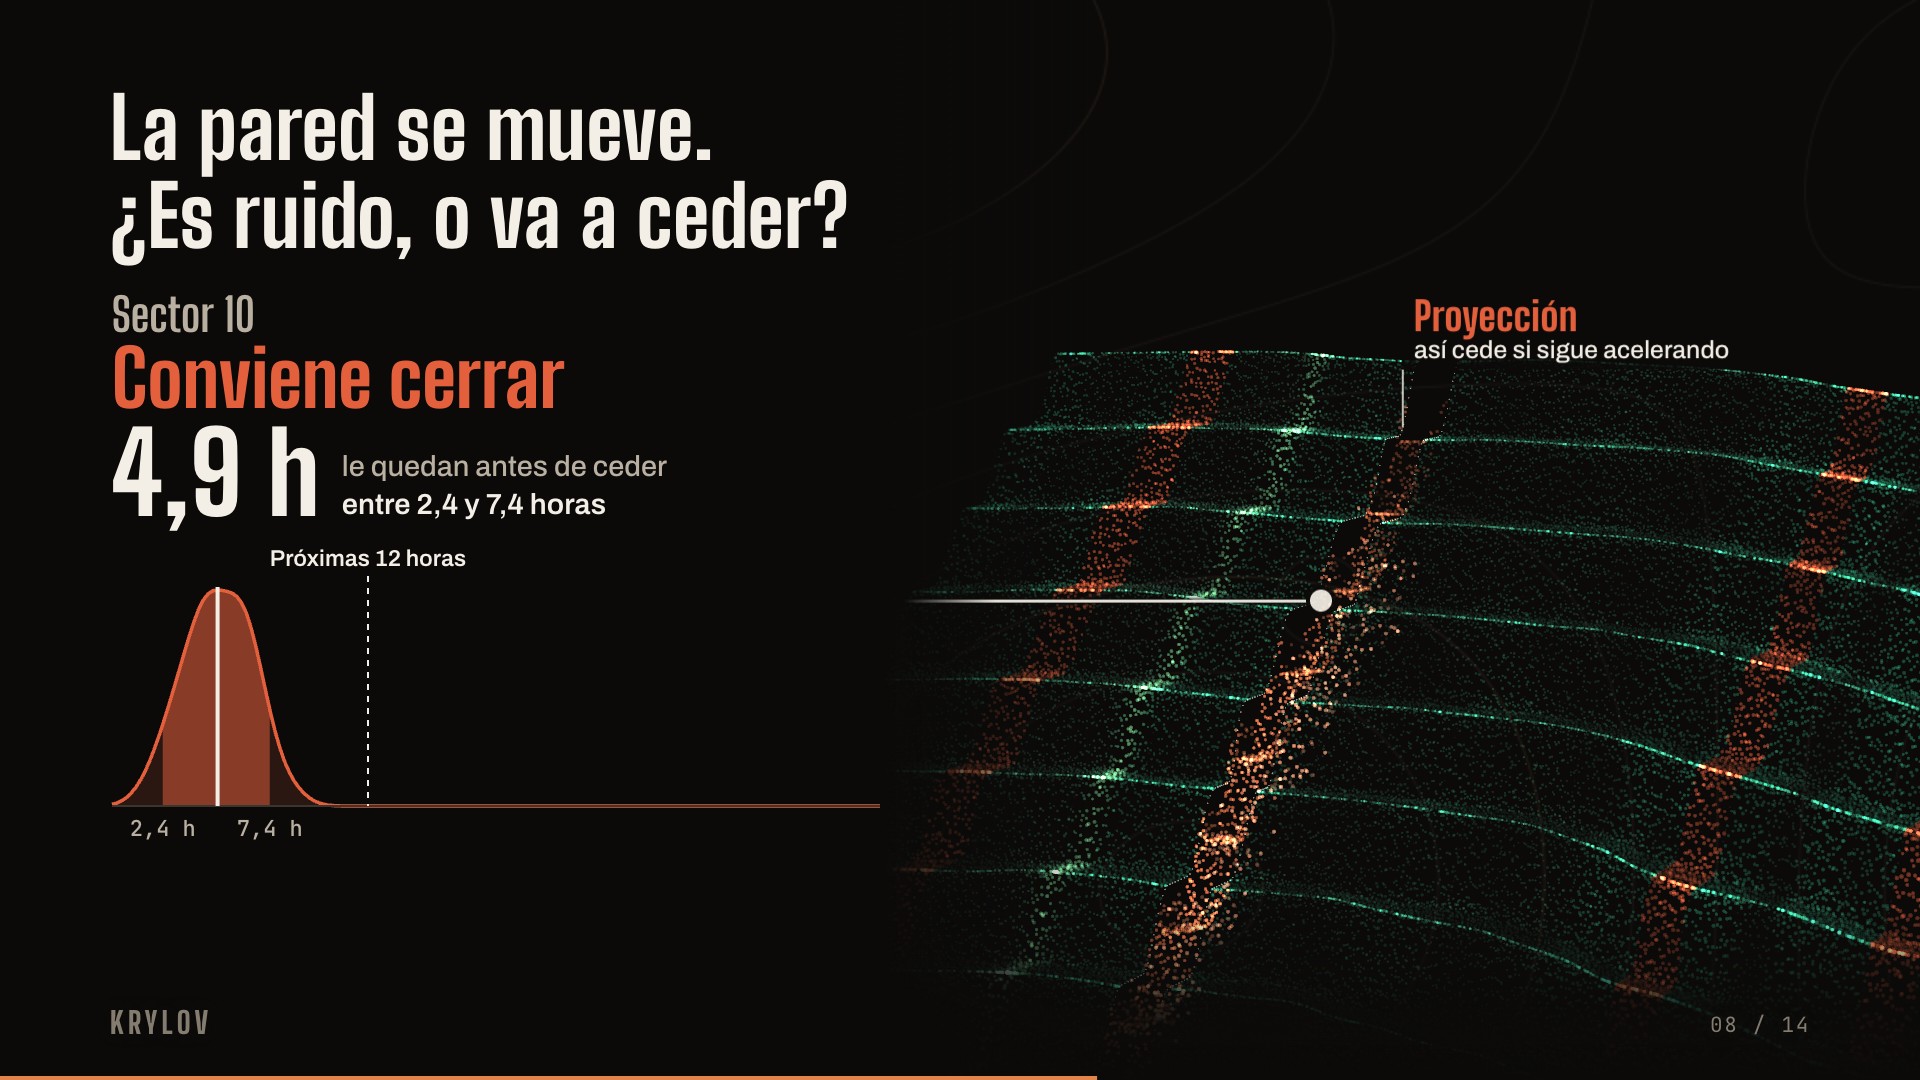 La pared se mueve.
¿Es ruido, o va a ceder?
Sector 10
Conviene cerrar
4,9 h
le quedan antes de ceder
entre 2,4 y 7,4 horas
Próximas 12 horas
2,4 h
7,4 h
Proyección
así cede si sigue acelerando
KRYLOV
08 / 14